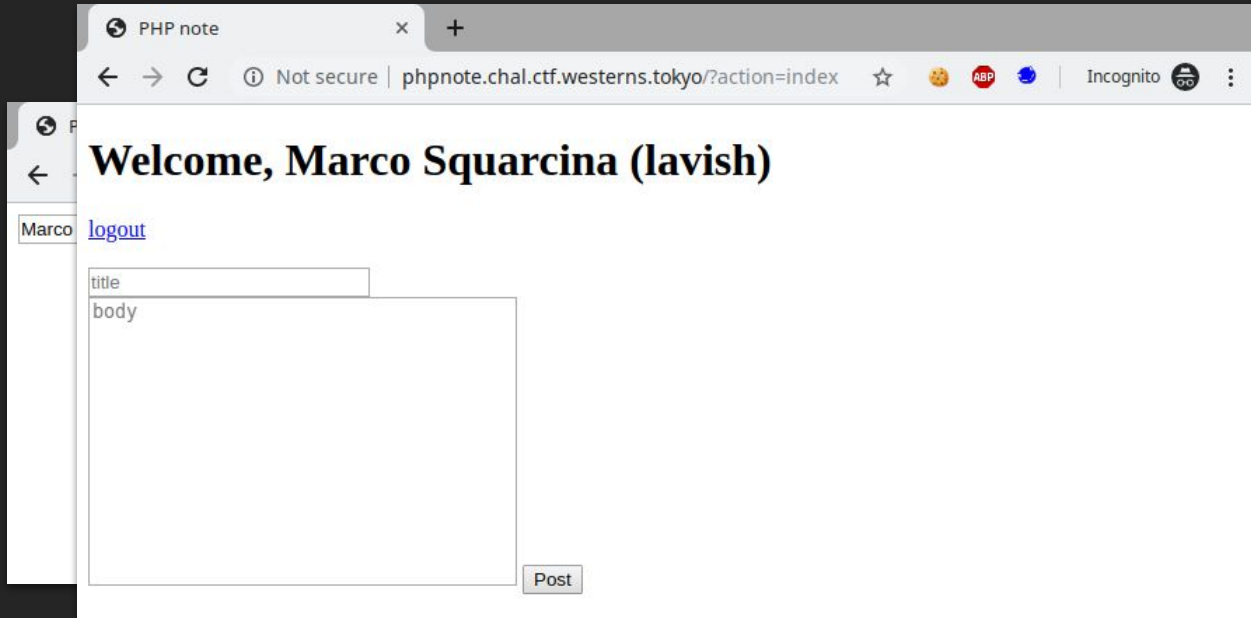 PHP note
Not secure | phpnote.chal.ctf.westerns.tokyo/?action=index
ABP
Incognito
Welcome, Marco Squarcina (lavish)
Marco
logout
title
body
Post